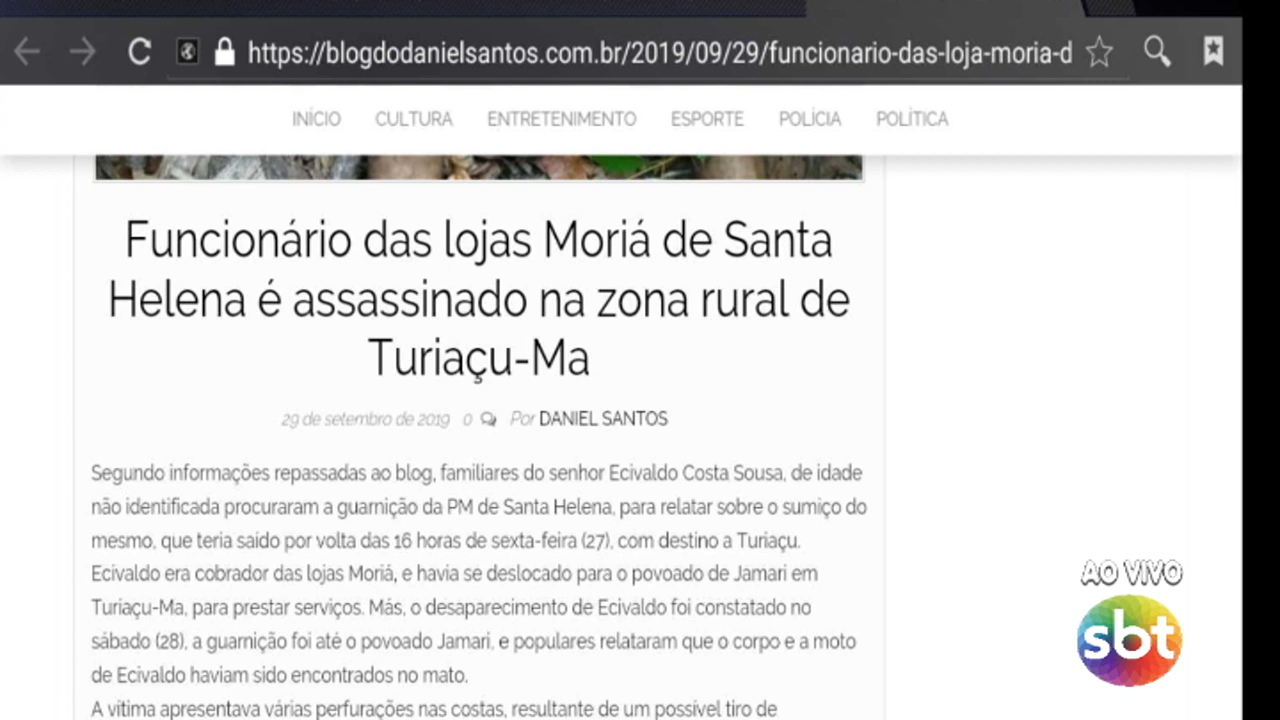 https://blogdodanielsantos.com.br/2019/09/29/funcionario-das-loja-moria-d
INÍCIO CULTURA ENTRETENIMENTO ESPORTE POLÍCIA POLÍTICA
Funcionário das lojas Moriá de Santa
Helena é assassinado na zona rural de
Turiaçu-Ma
29 de setembro de 2019 0 Por DANIEL SANTOS
Segundo informações repassadas ao blog, familiares do senhor Ecivaldo Costa Sousa, de idade
não identificada procuraram a guarnição da PM de Santa Helena, para relatar sobre o sumiço do
mesmo, que teria saído por volta das 16 horas de sexta-feira (27), com destino a Turiaçu.
Ecivaldo era cobrador das lojas Moriá, e havia se deslocado para o povoado de Jamari em
Turiaçu-Ma, para prestar serviços. Más, o desaparecimento de Ecivaldo foi constatado no
sábado (28), a guarnição foi até o povoado Jamari, e populares relataram que o corpo e a moto
de Ecivaldo haviam sido encontrados no mato.
A vítima apresentava várias perfurações nas costas, resultante de um possível tiro de
AO VIVO
sbt